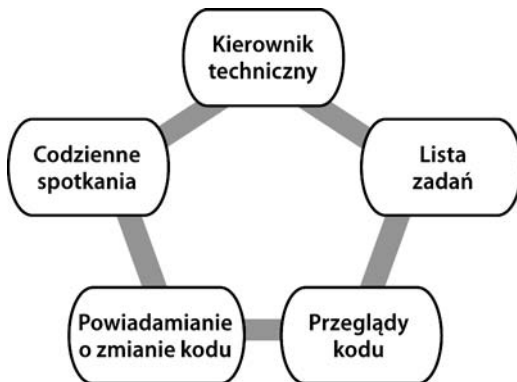 Kierownik
techniczny
Codzienne
spotkania
Lista
zadań
Powiadamianie
o zmianie kodu
Przeglądy
kodu